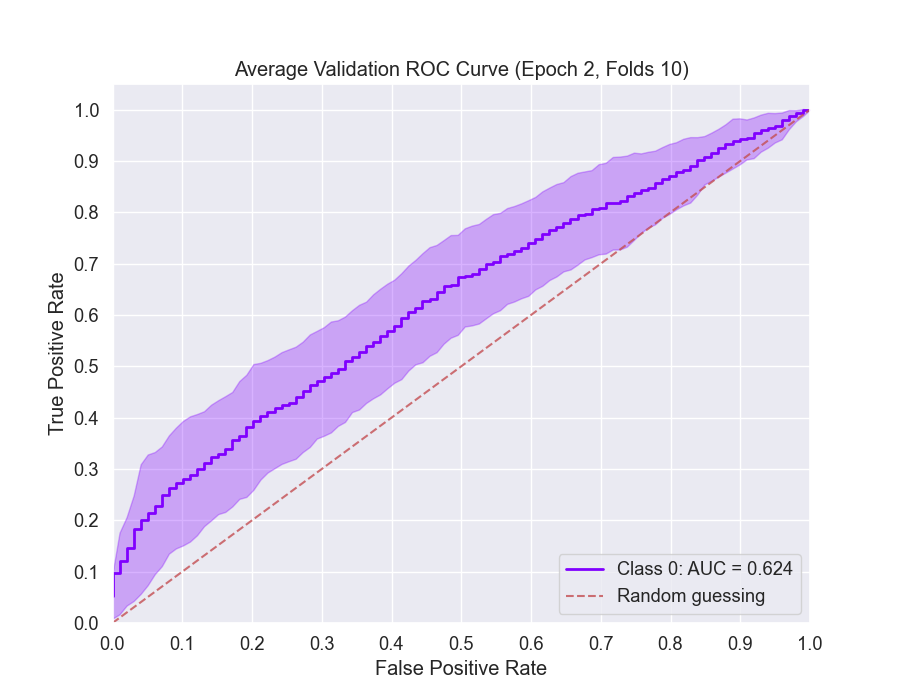 Average Validation ROC Curve (Epoch 2, Folds 10)
True Positive Rate
1.0
0.9
0.8
0.7
0.6
0.5
0.4
0.3
0.2
0.1
0.0
Class 0: AUC = 0.624
Random guessing
0.0 0.1 0.2 0.3 0.4 0.5 0.6 0.7 0.8 0.9 1.0
False Positive Rate